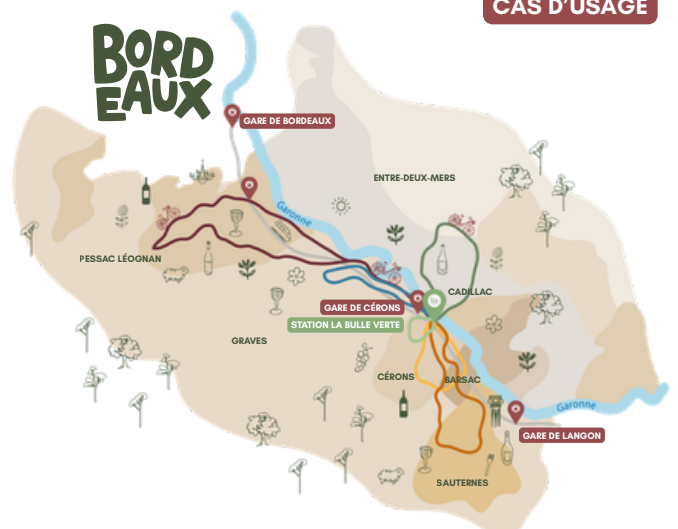 CAS D'USAGE
BORD
EAUX
GARE DE BORDEAUX
ENTRE-DEUX-MERS
Garonne
PESSAC LÉOGNAN
CADILLAC
GARE DE CÉRONS
STATION LA BULLE VERTE
GRAVES
CÉRONS
BARSAC
Garonne
GARE DE LANGON
SAUTERNES